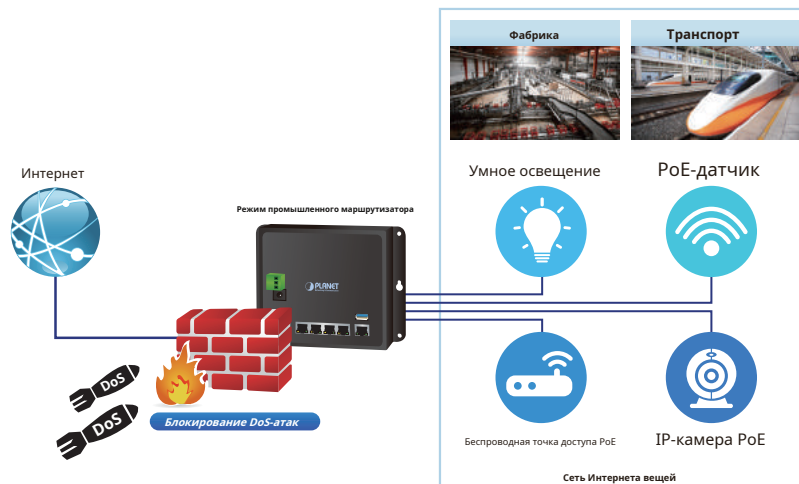 Фабрика
Транспорт
Интернет
Умное освещение
PoE-датчик
Режим промышленного маршрутизатора
PLANET
DoS
DoS
Блокирование DoS-атак
Беспроводная точка доступа PoE
IP-камера PoE
Сеть Интернета вещей